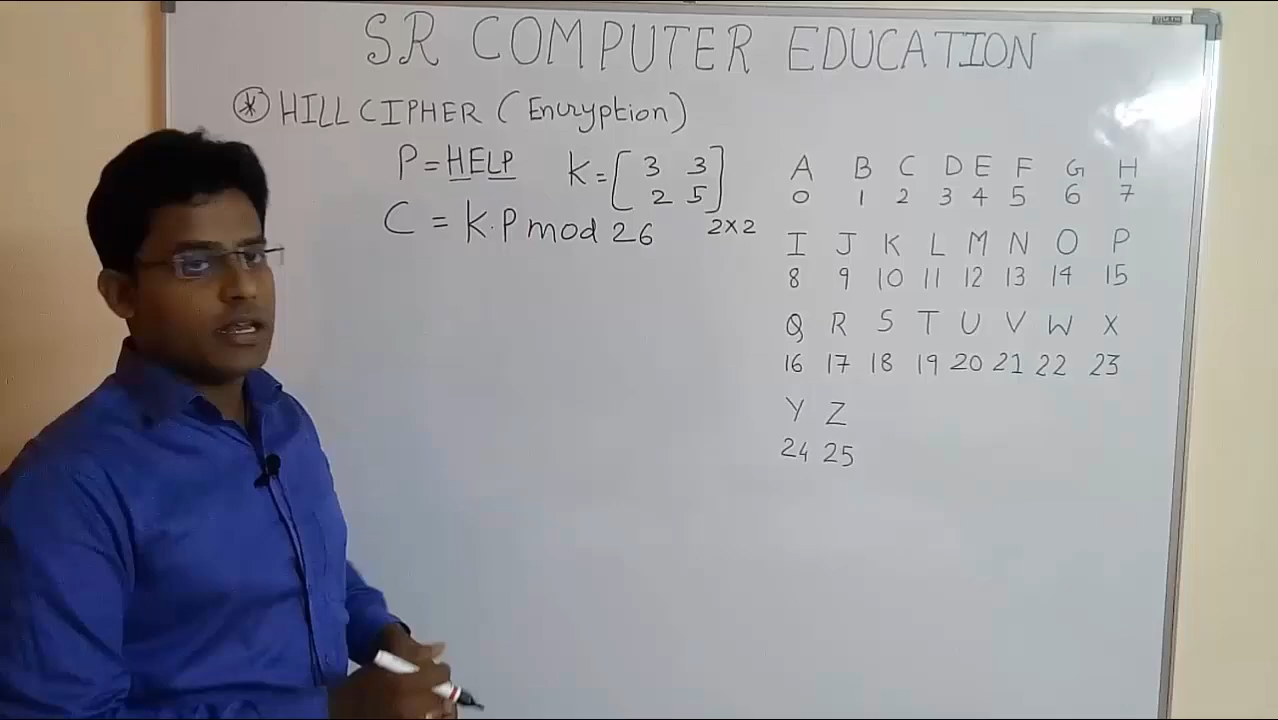 SR COMPUTER EDUCATION
* HILL CIPHER (Encryption)
P = HELP K = [ 3 3
2 5 ]
C = K.P mod 26 2x2
A B C D E F G H
0 1 2 3 4 5 6 7
I J K L M N O P
8 9 10 11 12 13 14 15
Q R S T U V W X
16 17 18 19 20 21 22 23
Y Z
24 25